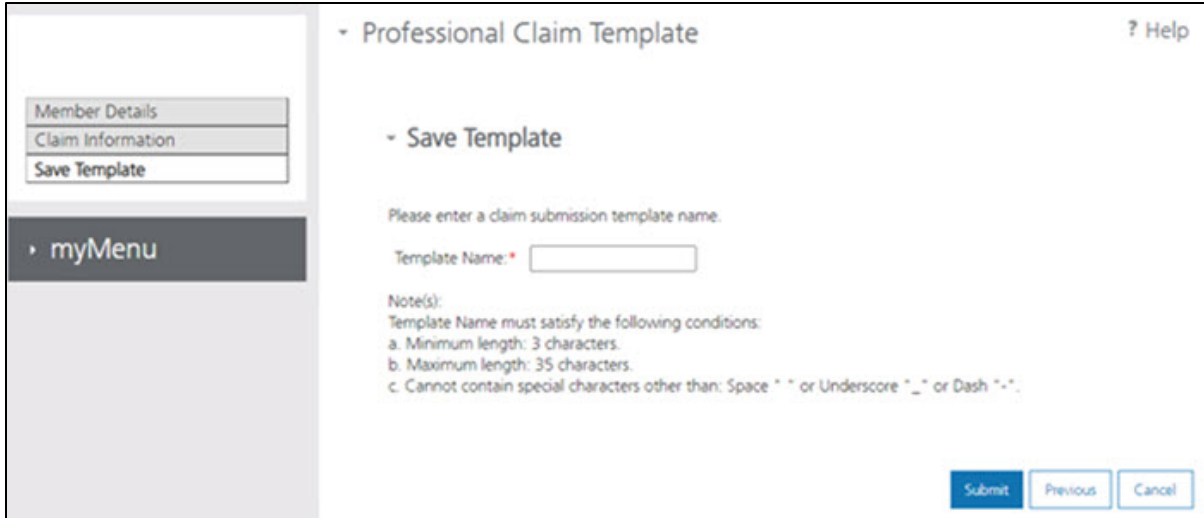 Professional Claim Template
? Help
Member Details
Claim Information
Save Template
myMenu
Save Template
Please enter a claim submission template name.
Template Name:*
Note(s):
Template Name must satisfy the following conditions:
a. Minimum length: 3 characters.
b. Maximum length: 35 characters.
c. Cannot contain special characters other than: Space " " or Underscore "_" or Dash "-".
Submit Previous Cancel